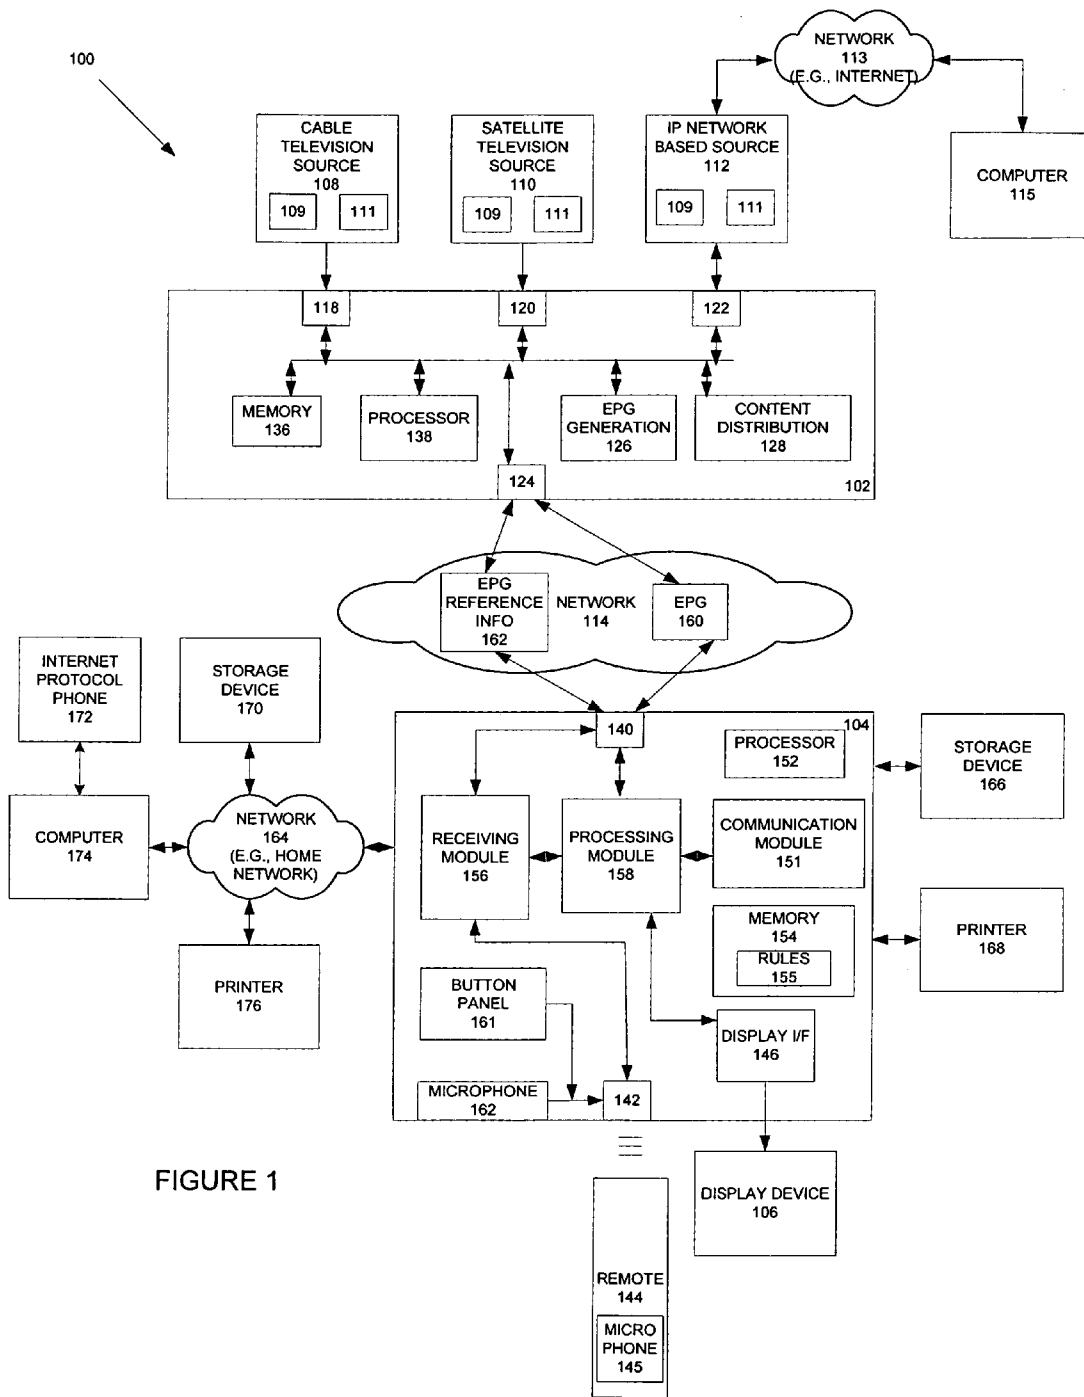 NETWORK
113
(E.G., INTERNET)
100
CABLE
TELEVISION
SOURCE
108
109
111
SATELLITE
TELEVISION
SOURCE
110
109
111
IP NETWORK
BASED SOURCE
112
109
111
COMPUTER
115
118
120
122
MEMORY
136
PROCESSOR
138
EPG
GENERATION
126
CONTENT
DISTRIBUTION
128
124
102
EPG
REFERENCE
INFO
162
NETWORK
114
EPG
160
INTERNET
PROTOCOL
PHONE
172
STORAGE
DEVICE
170
140
104
PROCESSOR
152
STORAGE
DEVICE
166
COMPUTER
174
NETWORK
164
(E.G., HOME
NETWORK)
RECEIVING
MODULE
156
PROCESSING
MODULE
158
COMMUNICATION
MODULE
151
MEMORY
154
RULES
155
PRINTER
168
PRINTER
176
BUTTON
PANEL
161
DISPLAY I/F
146
MICROPHONE
162
142
FIGURE 1
DISPLAY DEVICE
106
REMOTE
144
MICRO
PHONE
145